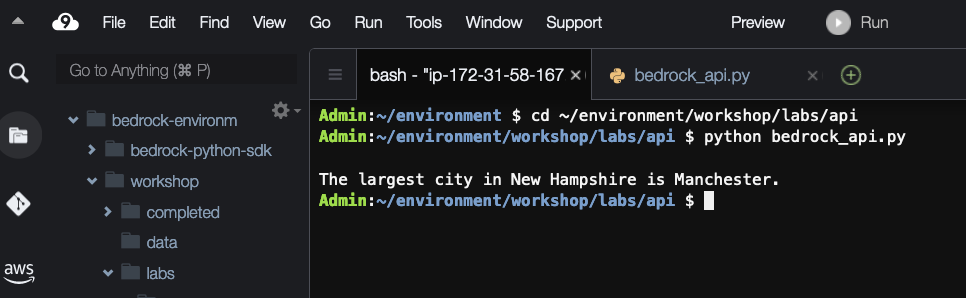 9 File Edit Find View Go Run Tools Window Support Preview Run
Go to Anything (⌘ P)
bash - "ip-172-31-58-167 ×
bedrock_api.py ×
bedrock-environm
bedrock-python-sdk
workshop
completed
data
labs
aws
Admin:~/environment $ cd ~/environment/workshop/labs/api
Admin:~/environment/workshop/labs/api $ python bedrock_api.py
The largest city in New Hampshire is Manchester.
Admin:~/environment/workshop/labs/api $